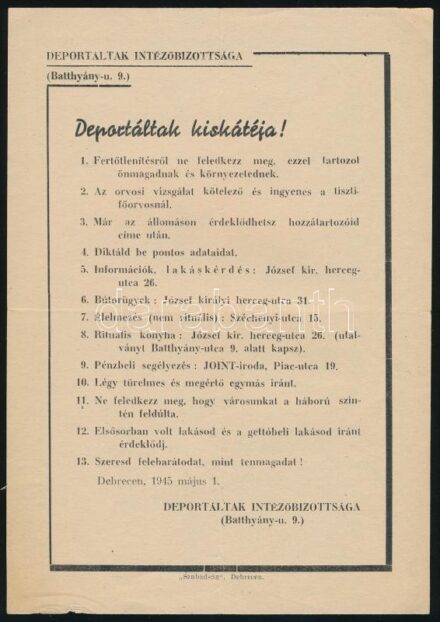 DEPORTÁLTAK INTÉZŐBIZOTTSÁGA
(Batthyány-u. 9.)
Deportáltak kiskátéja!
1. Fertőtlenítésről ne feledkezz meg, ezzel tartozol
önmagadnak és környezetednek.
2. Az orvosi vizsgálat kötelező és ingyenes a tiszti-
főorvosnál.
3. Már az állomáson érdeklődhetsz hozzátartozóid
címe után.
4. Diktáld be pontos adataidat.
5. Információk, lakáskérdés: József kir. herceg-
utca 26.
6. Bútorügyek: József királyi herceg-utca 31
7. Élelmezés (nem rituális): Széchenyi-utca 15.
8. Rituális konyha: József kir. herceg-utca 26. (utal-
ványt Batthyány-utca 9. alatt kapsz).
9. Pénzbeli segélyezés: JOINT-iroda, Piac-utca 19.
10. Légy türelmes és megértő egymás iránt.
11. Ne feledkezz meg, hogy városunkat a háború szin-
tén feldúlta.
12. Elsősorban volt lakásod és a gettóbeli lakásod iránt
érdeklődj.
13. Szeresd felebarátodat, mint tenmagadat!
Debrecen, 1945 május 1.
DEPORTÁLTAK INTÉZŐBIZOTTSÁGA
(Batthyány-u. 9.)
Debrecen.
darabanth